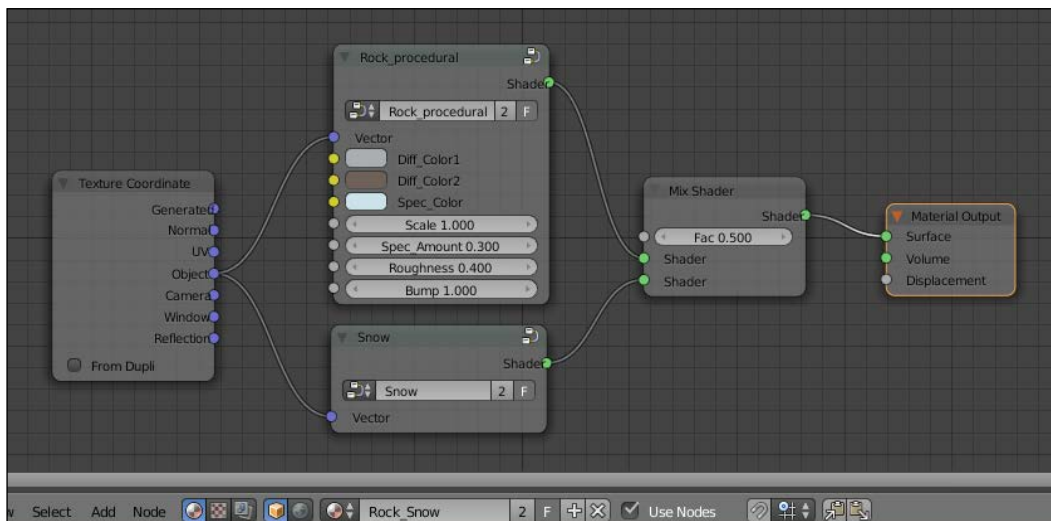 Texture Coordinate
Generated
Normal
UV
Object
Camera
Window
Reflection
From Dupli
Rock_procedural
Shader
Rock_procedural 2 F
Vector
Diff_Color1
Diff_Color2
Spec_Color
Scale 1.000
Spec_Amount 0.300
Roughness 0.400
Bump 1.000
Snow
Shader
Snow 2 F
Vector
Mix Shader
Shader
Fac 0.500
Shader
Shader
Material Output
Surface
Volume
Displacement
Select Add Node Rock_Snow 2 F Use Nodes